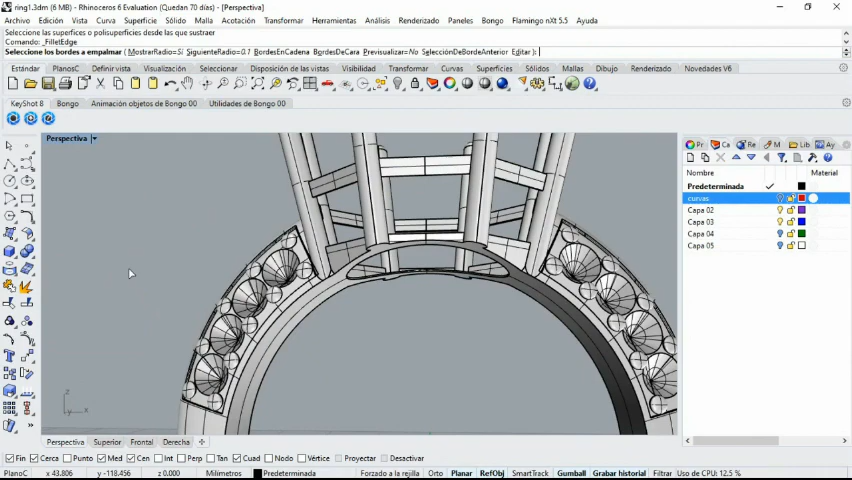 ring1.3dm (6 MB) - Rhinoceros 6 Evaluation (Quedan 70 días) - [Perspectiva]
Archivo Edición Vista Curva Superficie Sólido Malla Acotación Transformar Herramientas Análisis Renderizado Paneles Bongo Flamingo nXt 5.5 Ayuda
Seleccione las superficies o polisuperficies desde las que sustraer
Comando: _FilletEdge
Seleccione los bordes a empalmar ( MostrarRadio=Sí SiguienteRadio=0.1 BordesEnCadena BordesDeCara Previsualizar=No SelecciónDeBordeAnterior Editar ):
Estándar PlanosC Definir vista Visualización Seleccionar Disposición de las vistas Visibilidad Transformar Curvas Superficies Sólidos Mallas Renderizado Dibujo Novedades V6
KeyShot 8 Bongo Animación objetos de Bongo 00 Utilidades de Bongo 00
Perspectiva
Pr Ca Re M Lib Ay
Nombre Material
Predeterminada
curvas
Capa 02
Capa 03
Capa 04
Capa 05
z
y x
Perspectiva Superior Frontal Derecha
Fin Cerca Punto Med Cen Int Perp Tan Cuad Nodo Vértice Proyectar Desactivar
PlanoC x 43.806 y -118.456 z 0.000 Milímetros Predeterminada Forzado a la rejilla Orto Planar RefObj SmartTrack Gumball Grabar historial Filtrar Uso de CPU: 12.5 %